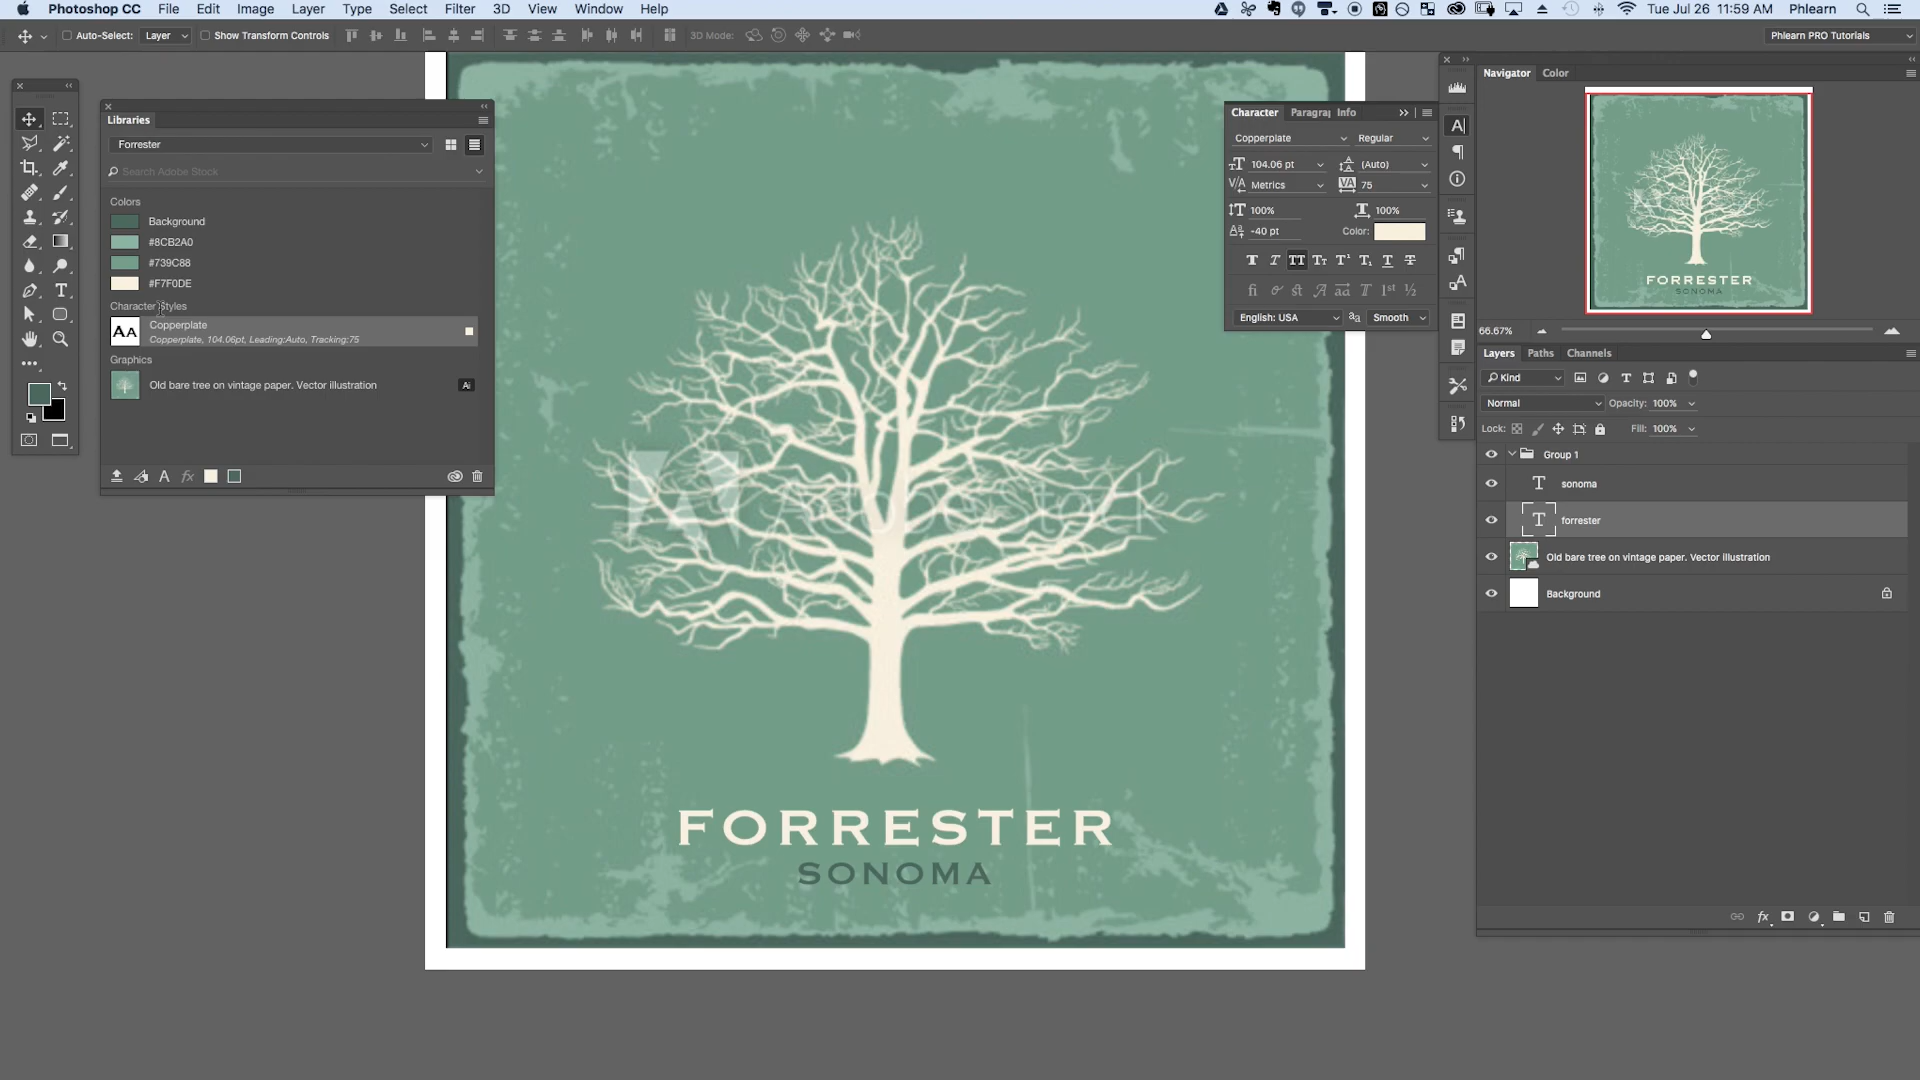 Photoshop CC File Edit Image Layer Type Select Filter 3D View Window Help Tue Jul 26 11:59 AM Phlearn
Auto-Select: Layer Show Transform Controls 3D Mode: Phlearn PRO Tutorials
Libraries
Forrester
Search Adobe Stock
Colors
Background
#8CB2A0
#739C88
#F7F0DE
Character Styles
Copperplate
Copperplate, 104.06pt, Leading:Auto, Tracking:75
Graphics
Old bare tree on vintage paper. Vector illustration Ai
Adobe Stock
FORRESTER
SONOMA
Character Paragrap Info
Copperplate Regular
104.06 pt (Auto)
Metrics 75
100% 100%
-40 pt Color:
English: USA Smooth
Navigator Color
FORRESTER
SONOMA
66.67%
Layers Paths Channels
Kind
Normal Opacity: 100%
Lock: Fill: 100%
Group 1
sonoma
forrester
Old bare tree on vintage paper. Vector illustration
Background